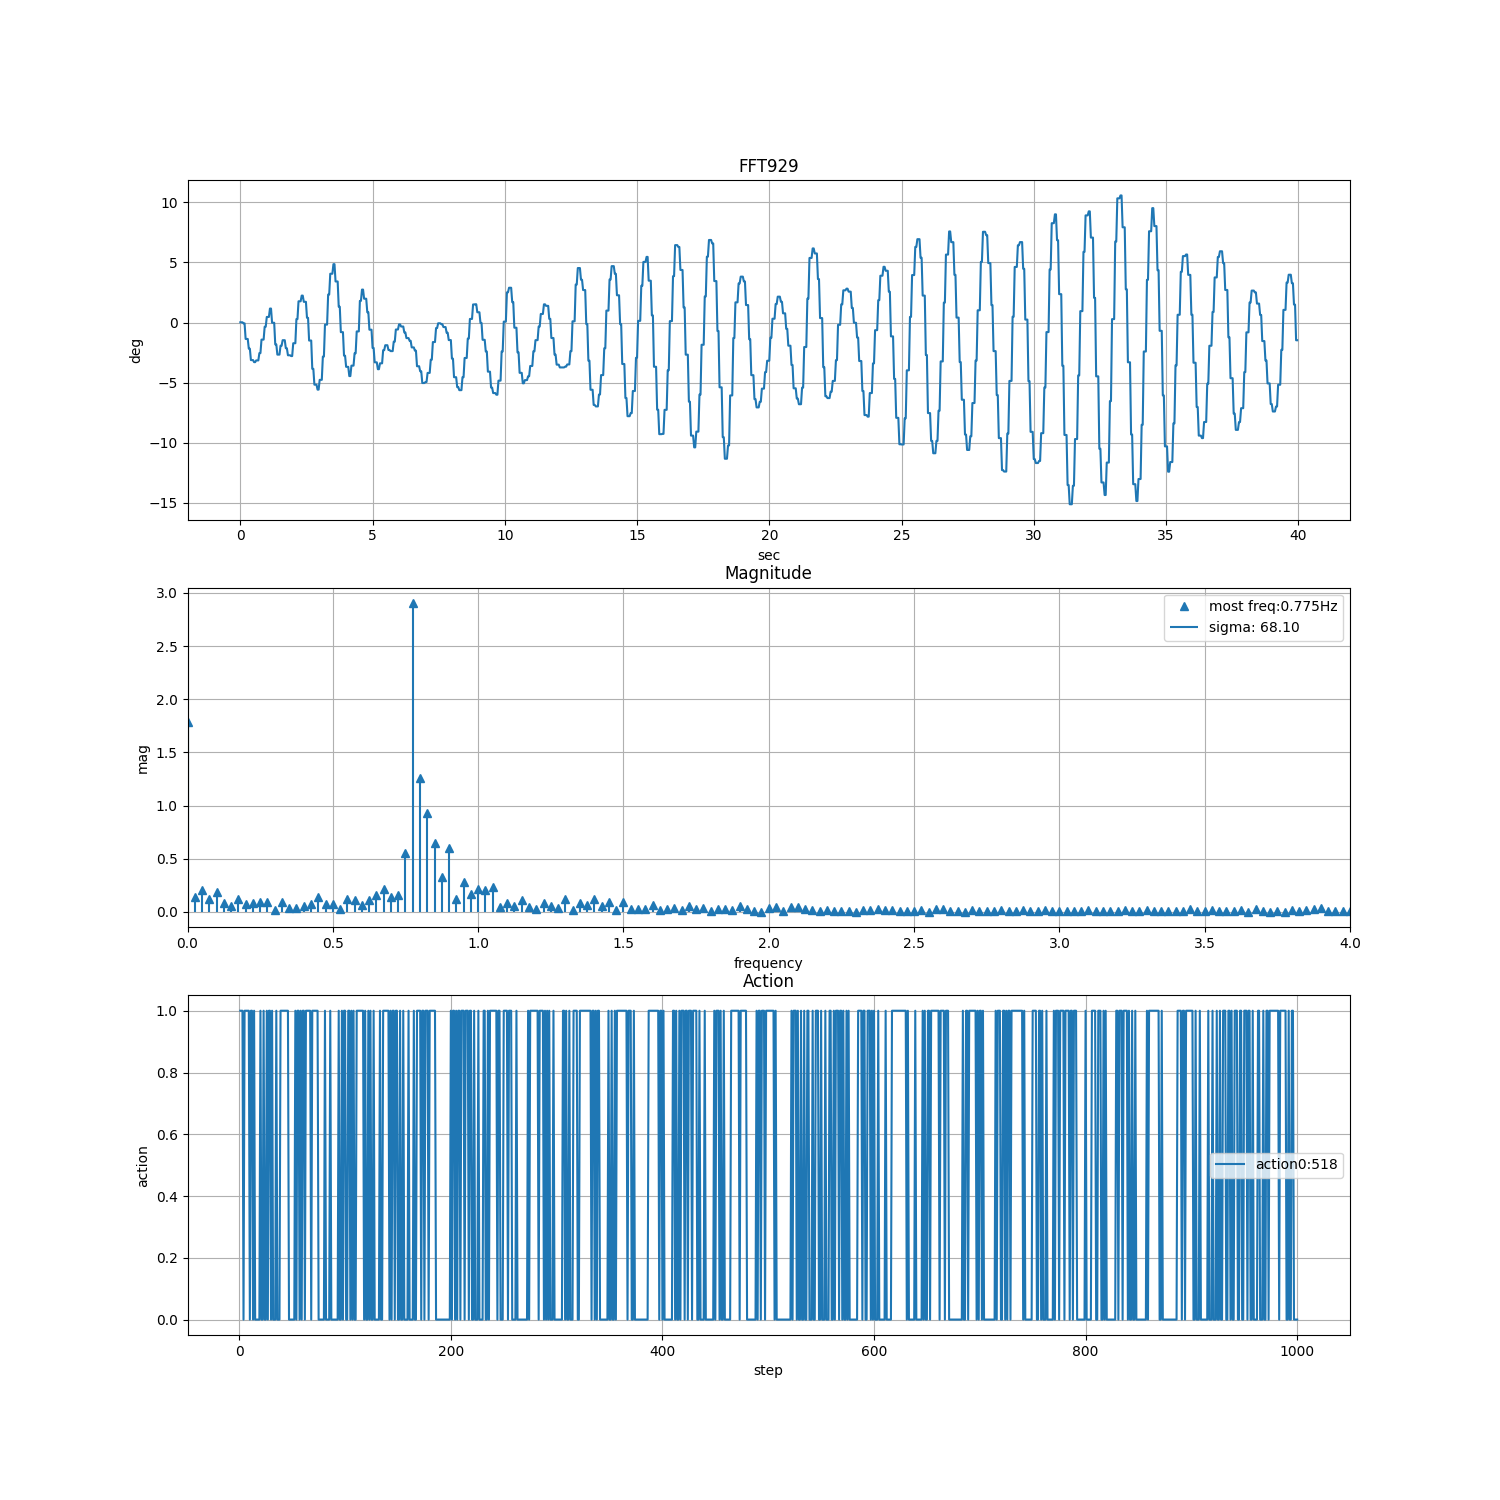 FFT929
10
5
0
−5
−10
−15
deg
0 5 10 15 20 25 30 35 40
sec
Magnitude
3.0
2.5
2.0
1.5
1.0
0.5
0.0
mag
most freq:0.775Hz
sigma: 68.10
0.0 0.5 1.0 1.5 2.0 2.5 3.0 3.5 4.0
frequency
Action
1.0
0.8
0.6
0.4
0.2
0.0
action
action0:518
0 200 400 600 800 1000
step